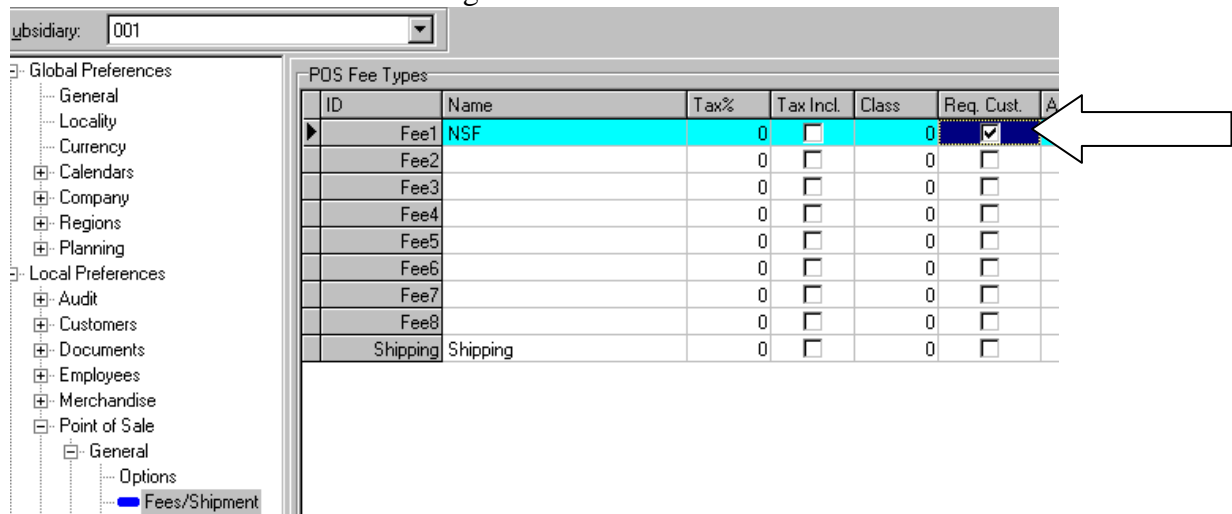 ubsidiary: 001
Global Preferences
General
Locality
Currency
Calendars
Company
Regions
Planning
Local Preferences
Audit
Customers
Documents
Employees
Merchandise
Point of Sale
General
Options
Fees/Shipment
POS Fee Types
ID Name Tax% Tax Incl. Class Req. Cust. A
Fee1 NSF 0 0
Fee2 0 0
Fee3 0 0
Fee4 0 0
Fee5 0 0
Fee6 0 0
Fee7 0 0
Fee8 0 0
Shipping Shipping 0 0